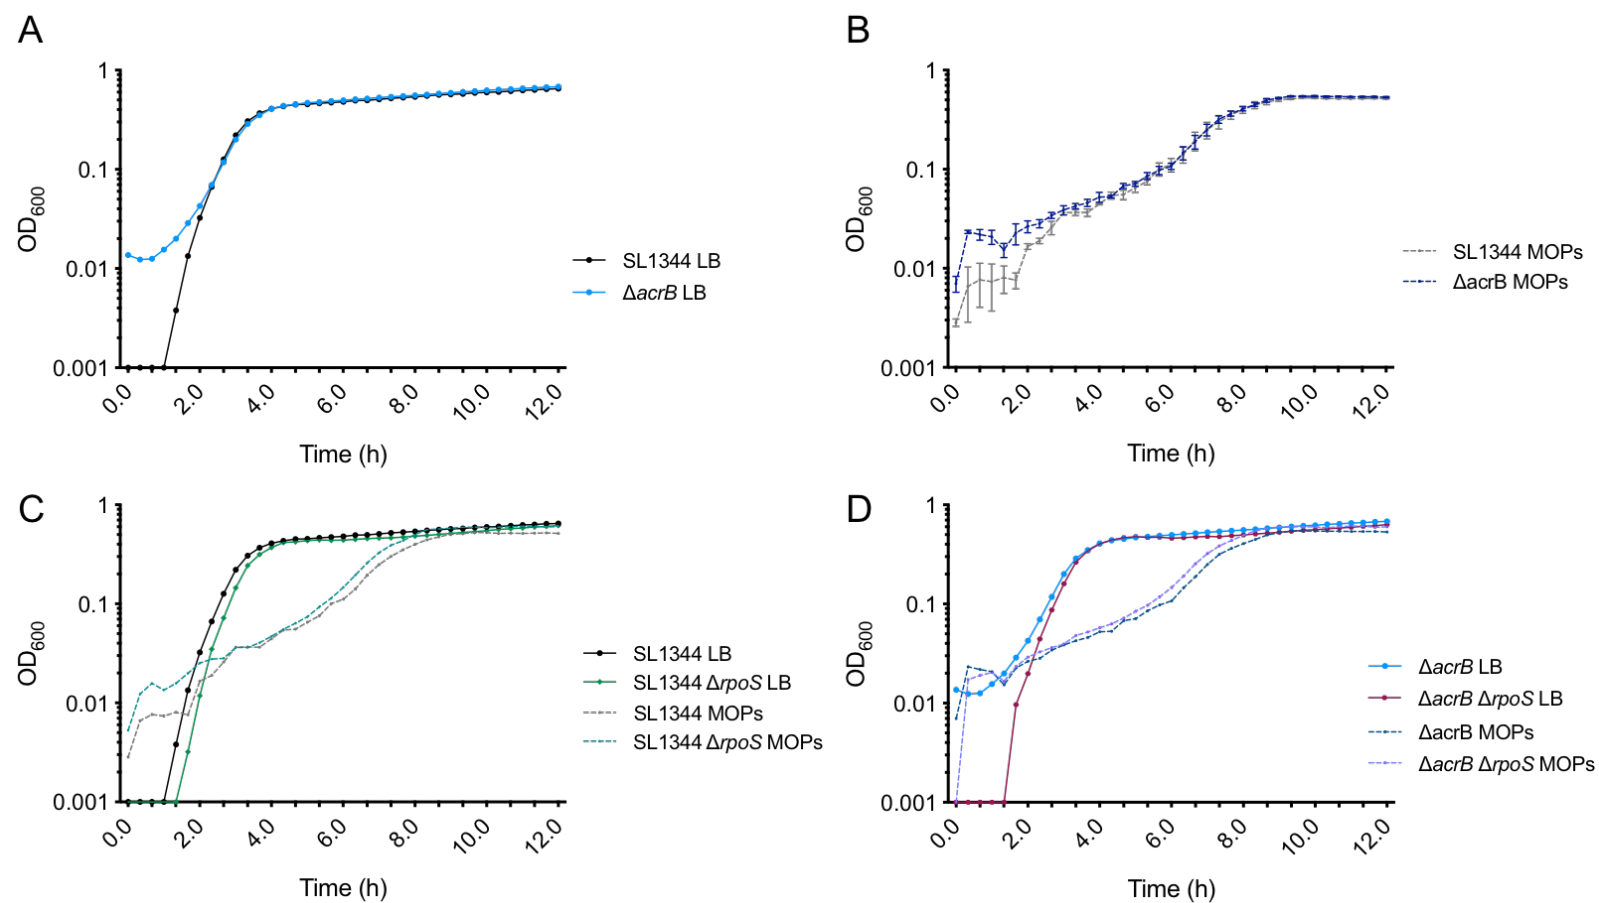 A
1
0.1
0.01
0.001
OD600
0.0
2.0
4.0
6.0
8.0
10.0
12.0
Time (h)
SL1344 LB
ΔacrB LB
B
1
0.1
0.01
0.001
OD600
0.0
2.0
4.0
6.0
8.0
10.0
12.0
Time (h)
SL1344 MOPs
ΔacrB MOPs
C
1
0.1
0.01
0.001
OD600
0.0
2.0
4.0
6.0
8.0
10.0
12.0
Time (h)
SL1344 LB
SL1344 ΔrpoS LB
SL1344 MOPs
SL1344 ΔrpoS MOPs
D
1
0.1
0.01
0.001
OD600
0.0
2.0
4.0
6.0
8.0
10.0
12.0
Time (h)
ΔacrB LB
ΔacrB ΔrpoS LB
ΔacrB MOPs
ΔacrB ΔrpoS MOPs